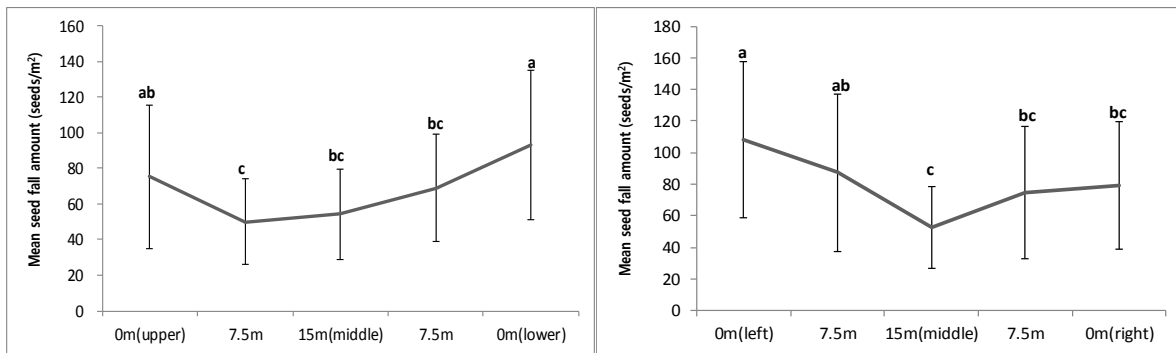 Mean seed fall amount (seeds/m²)
160
140
120
100
80
60
40
20
0
ab
c
bc
bc
a
0m(upper)
7.5m
15m(middle)
7.5m
0m(lower)
Mean seed fall amount (seeds/m²)
180
160
140
120
100
80
60
40
20
0
a
ab
c
bc
bc
0m(left)
7.5m
15m(middle)
7.5m
0m(right)